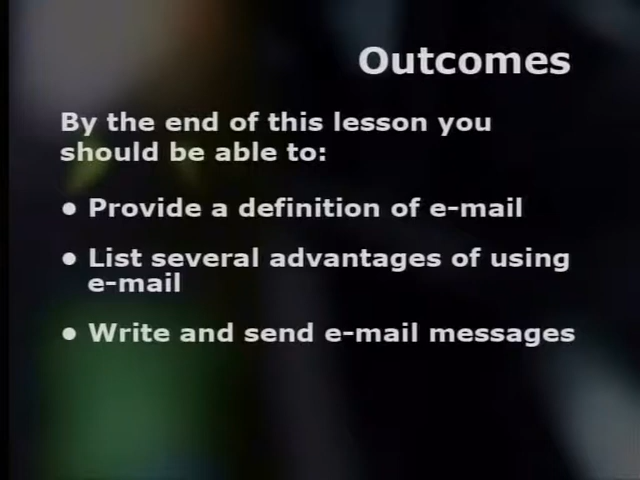 Outcomes
By the end of this lesson you
should be able to:
• Provide a definition of e-mail
• List several advantages of using
e-mail
• Write and send e-mail messages